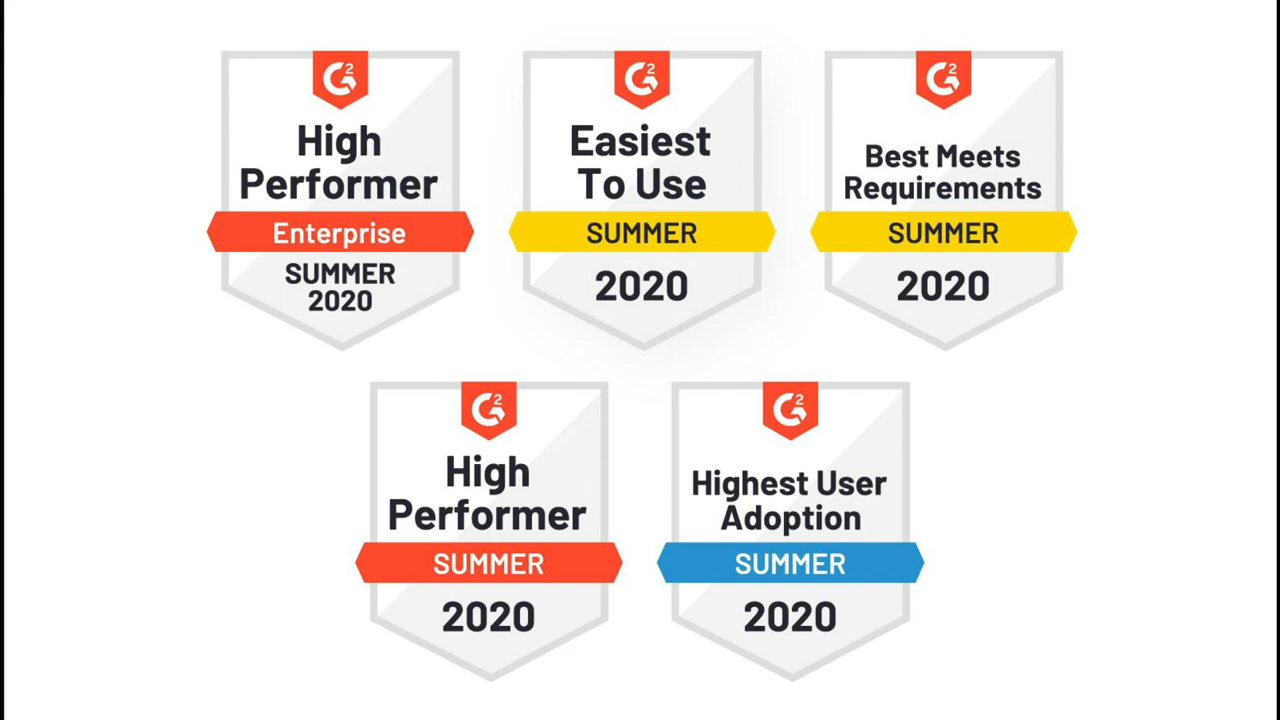 G2
High
Performer
Enterprise
SUMMER
2020
G2
Easiest
To Use
SUMMER
2020
G2
Best Meets
Requirements
SUMMER
2020
G2
High
Performer
SUMMER
2020
G2
Highest User
Adoption
SUMMER
2020